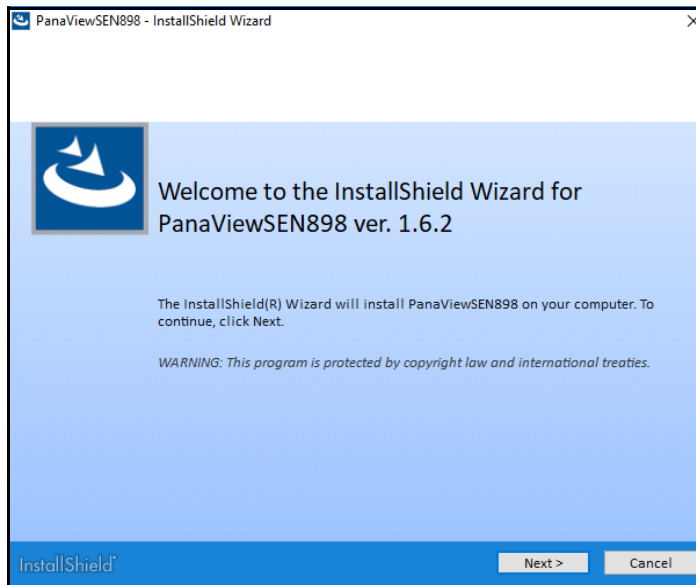 PanaViewSEN898 - InstallShield Wizard
Welcome to the InstallShield Wizard for
PanaViewSEN898 ver. 1.6.2
The InstallShield(R) Wizard will install PanaViewSEN898 on your computer. To
continue, click Next.
WARNING: This program is protected by copyright law and international treaties.
InstallShield
Next >
Cancel